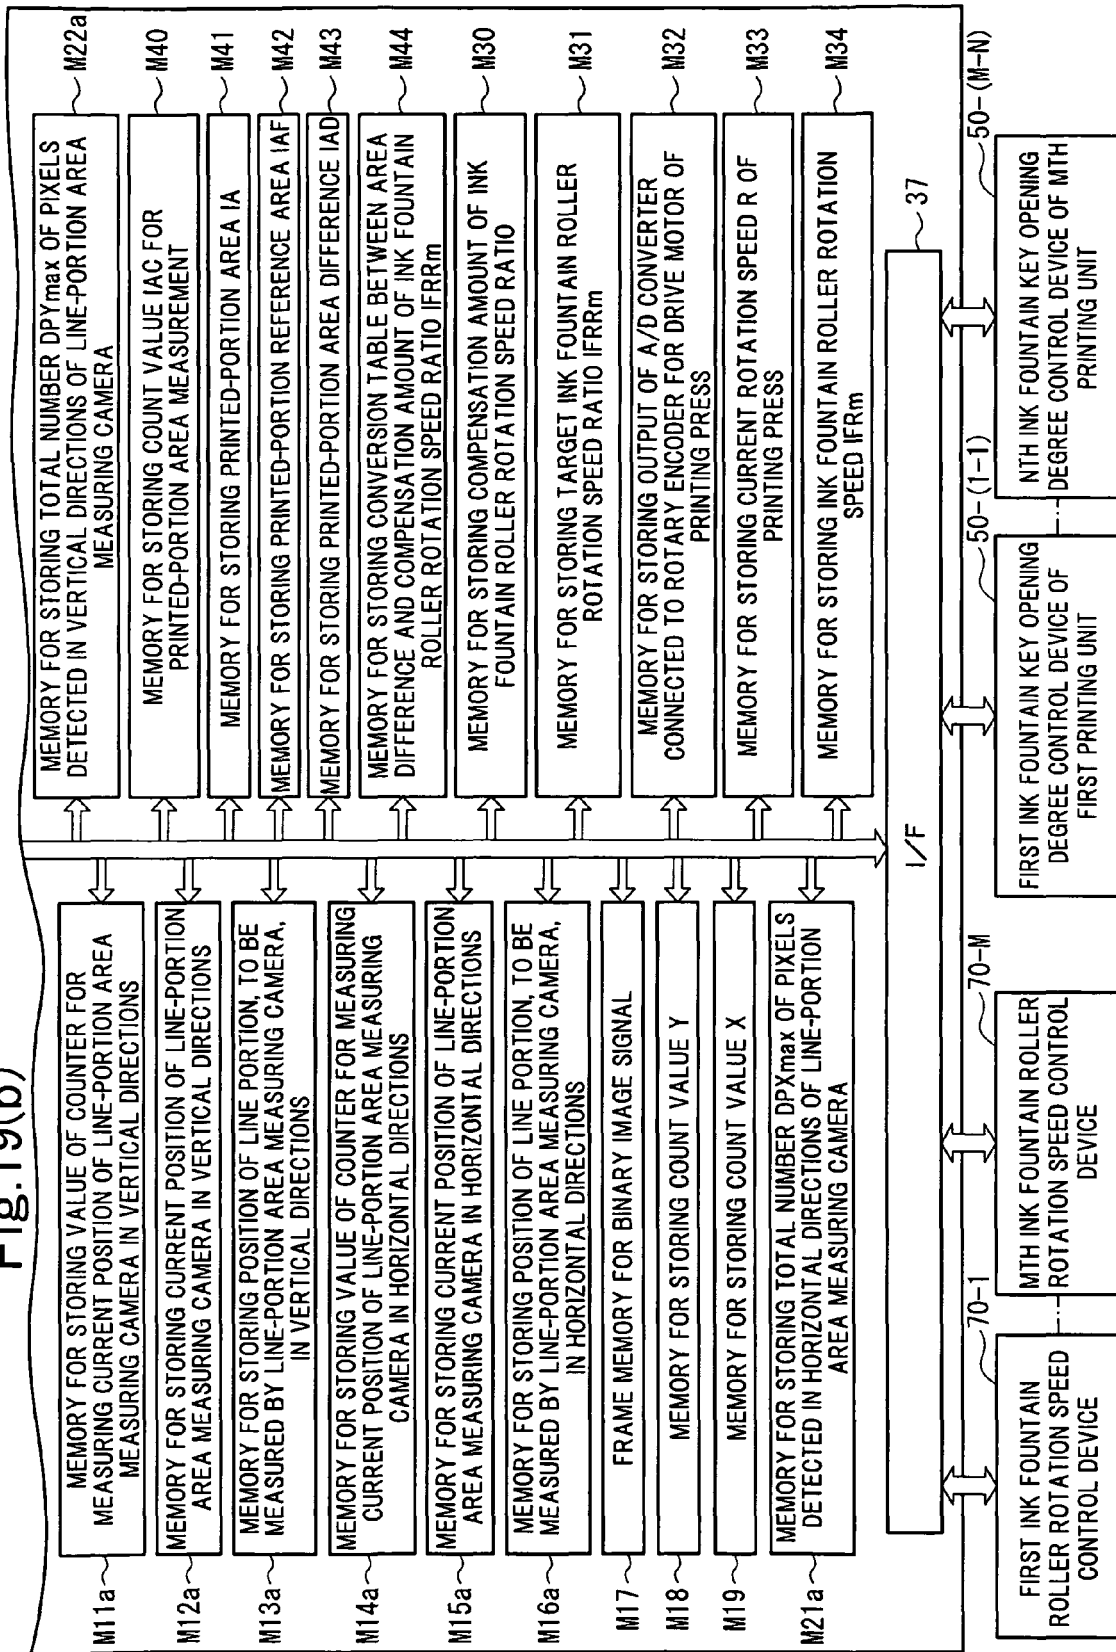 Fig.19(b)
M11a
MEMORY FOR STORING VALUE OF COUNTER FOR
MEASURING CURRENT POSITION OF LINE-PORTION AREA
MEASURING CAMERA IN VERTICAL DIRECTIONS
M12a
MEMORY FOR STORING CURRENT POSITION OF LINE-PORTION
AREA MEASURING CAMERA IN VERTICAL DIRECTIONS
M13a
MEMORY FOR STORING POSITION OF LINE PORTION, TO BE
MEASURED BY LINE-PORTION AREA MEASURING CAMERA,
IN VERTICAL DIRECTIONS
M14a
MEMORY FOR STORING VALUE OF COUNTER FOR MEASURING
CURRENT POSITION OF LINE-PORTION AREA MEASURING
CAMERA IN HORIZONTAL DIRECTIONS
M15a
MEMORY FOR STORING CURRENT POSITION OF LINE-PORTION
AREA MEASURING CAMERA IN HORIZONTAL DIRECTIONS
M16a
MEMORY FOR STORING POSITION OF LINE PORTION, TO BE
MEASURED BY LINE-PORTION AREA MEASURING CAMERA,
IN HORIZONTAL DIRECTIONS
M17
FRAME MEMORY FOR BINARY IMAGE SIGNAL
M18
MEMORY FOR STORING COUNT VALUE Y
M19
MEMORY FOR STORING COUNT VALUE X
M21a
MEMORY FOR STORING TOTAL NUMBER DPXmax OF PIXELS
DETECTED IN HORIZONTAL DIRECTIONS OF LINE-PORTION
AREA MEASURING CAMERA
MEMORY FOR STORING TOTAL NUMBER DPYmax OF PIXELS
DETECTED IN VERTICAL DIRECTIONS OF LINE-PORTION AREA
MEASURING CAMERA
M22a
MEMORY FOR STORING COUNT VALUE IAC FOR
PRINTED-PORTION AREA MEASUREMENT
M40
MEMORY FOR STORING PRINTED-PORTION AREA IA
M41
MEMORY FOR STORING PRINTED-PORTION REFERENCE AREA IAF
M42
MEMORY FOR STORING PRINTED-PORTION AREA DIFFERENCE IAD
M43
MEMORY FOR STORING CONVERSION TABLE BETWEEN AREA
DIFFERENCE AND COMPENSATION AMOUNT OF INK FOUNTAIN
ROLLER ROTATION SPEED RATIO IFRRm
M44
MEMORY FOR STORING COMPENSATION AMOUNT OF INK
FOUNTAIN ROLLER ROTATION SPEED RATIO
M30
MEMORY FOR STORING TARGET INK FOUNTAIN ROLLER
ROTATION SPEED RATIO IFRRm
M31
MEMORY FOR STORING OUTPUT OF A/D CONVERTER
CONNECTED TO ROTARY ENCODER FOR DRIVE MOTOR OF
PRINTING PRESS
M32
MEMORY FOR STORING CURRENT ROTATION SPEED R OF
PRINTING PRESS
M33
MEMORY FOR STORING INK FOUNTAIN ROLLER ROTATION
SPEED IFRm
M34
I/F
37
70-1
FIRST INK FOUNTAIN
ROLLER ROTATION SPEED
CONTROL DEVICE
70-M
MTH INK FOUNTAIN ROLLER
ROTATION SPEED CONTROL
DEVICE
50-(1-1)
FIRST INK FOUNTAIN KEY OPENING
DEGREE CONTROL DEVICE OF
FIRST PRINTING UNIT
50-(M-N)
NTH INK FOUNTAIN KEY OPENING
DEGREE CONTROL DEVICE OF MTH
PRINTING UNIT